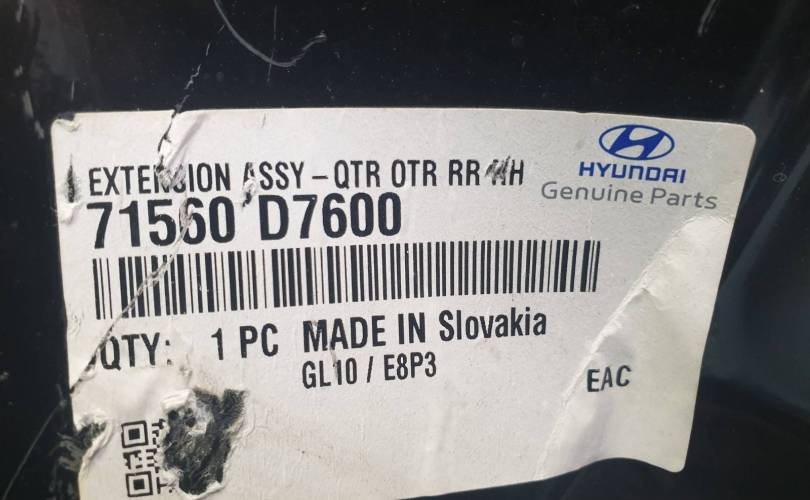 EXTENSION ASSY-QTR OTR RR
HYUNDAI
Genuine Parts
71560 D7600
QTY: 1 PC MADE IN Slovakia
GL10 / E8P3
EAC